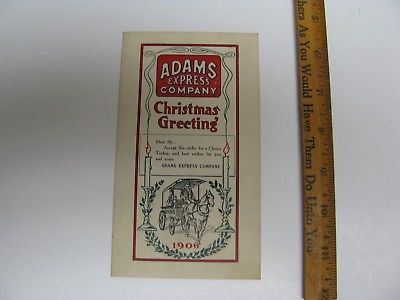 ADAMS
EXPRESS
COMPANY
Christmas
Greeting
Dear Sir:
Accept this order for a Choice
Turkey, and best wishes for you
and yours
ADAMS EXPRESS COMPANY
1906
hers As You Would Have Them Do Unto You